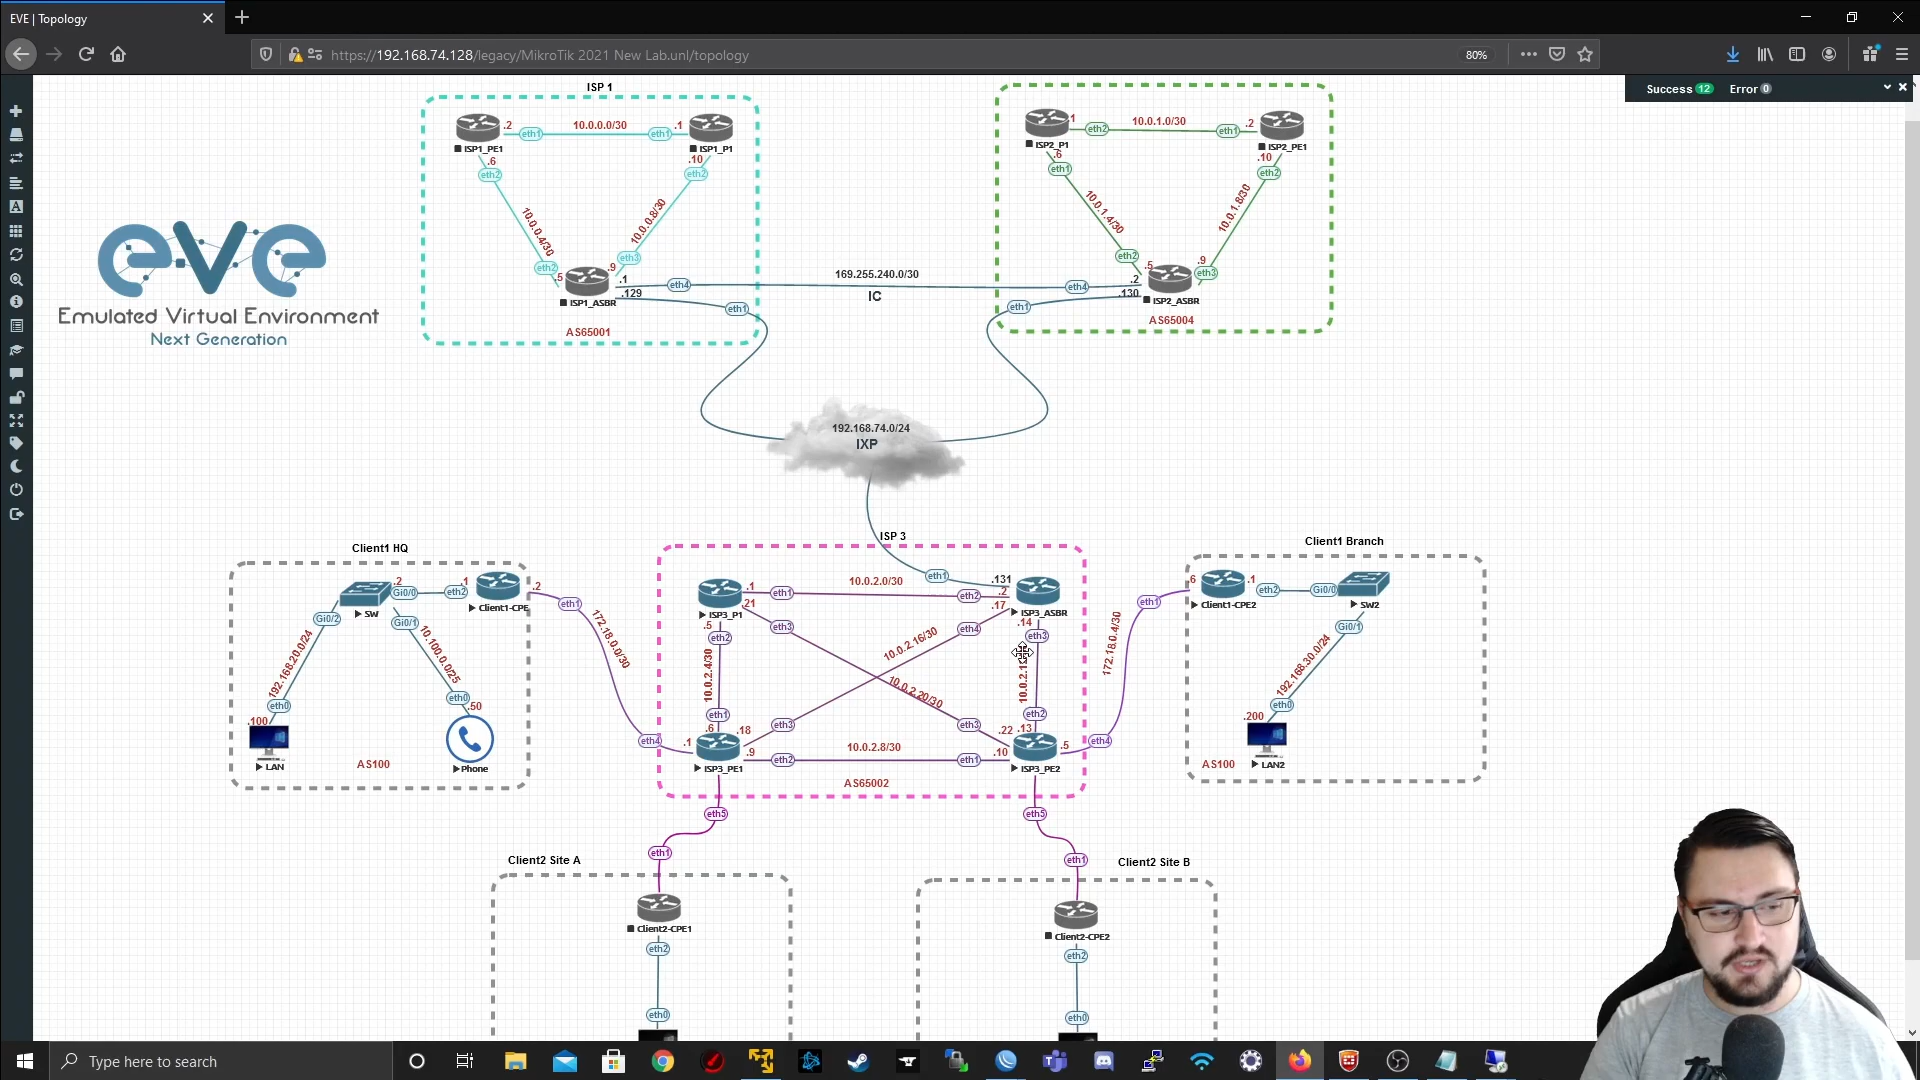 EVE | Topology
https://192.168.74.128/legacy/MikroTik 2021 New Lab.unl/topology
80%
Success 12 Error 0
eve
Emulated Virtual Environment
Next Generation
ISP 1
ISP1_PE1
.2
eth1
10.0.0.0/30
eth1
.1
ISP1_P1
.6
eth2
.10
eth2
10.0.0.4/30
10.0.0.8/30
eth2
.5
eth3
.9
ISP1_ASBR
.1
eth4
.129
eth1
AS65001
169.255.240.0/30
IC
ISP2_P1
1
eth2
10.0.1.0/30
eth1
.2
ISP2_PE1
.6
eth1
.10
eth2
10.0.1.4/30
10.0.1.8/30
eth2
.5
.9
eth3
eth4
.2
eth1
.130
ISP2_ASBR
AS65004
192.168.74.0/24
IXP
Client1 HQ
SW
.2
Gi0/0
eth2
.1
Client1-CPE
.2
eth1
Gi0/2
Gi0/1
192.168.20.0/24
10.100.0.0/25
eth0
.100
LAN
eth0
.50
Phone
AS100
172.18.0.0/30
eth4
ISP 3
eth1
.131
ISP3_P1
.1
eth1
10.0.2.0/30
eth2
.2
ISP3_ASBR
.21
eth3
.17
eth4
.5
eth2
.14
eth3
10.0.2.4/30
10.0.2.16/30
10.0.2.20/30
10.0.2.1
eth1
.6
eth3
.18
eth3
.22
eth2
.13
.1
ISP3_PE1
.9
eth2
10.0.2.8/30
eth1
.10
ISP3_PE2
.5
eth4
AS65002
eth5
eth5
172.18.0.4/30
Client1 Branch
eth1
6
Client1-CPE2
.1
eth2
Gi0/0
SW2
Gi0/1
192.168.30.0/24
eth0
.200
LAN2
AS100
Client2 Site A
eth1
Client2-CPE1
eth2
eth0
Client2 Site B
eth1
Client2-CPE2
eth2
eth0
Type here to search